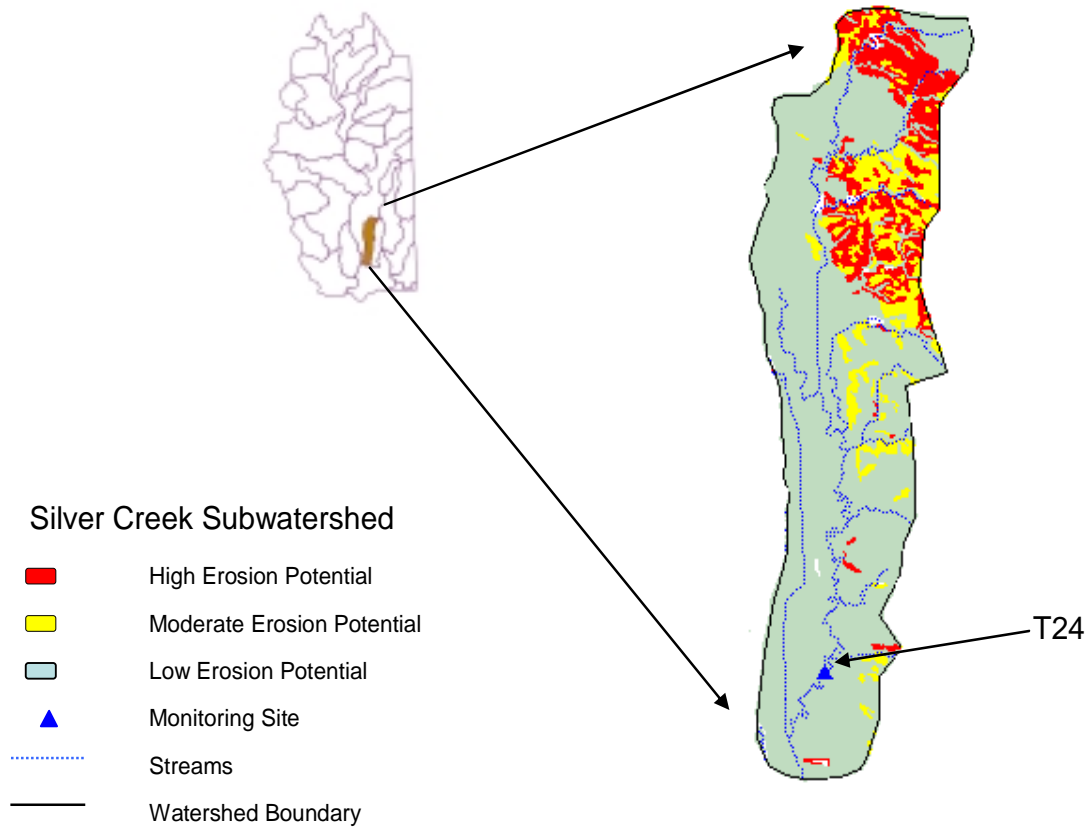 Silver Creek Subwatershed
High Erosion Potential
Moderate Erosion Potential
Low Erosion Potential
Monitoring Site
Streams
Watershed Boundary
T24